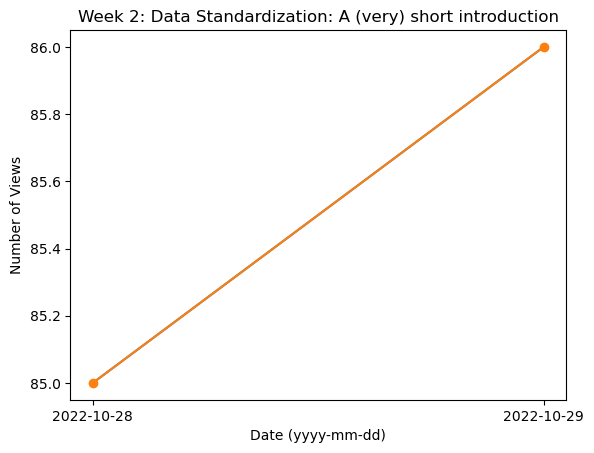 Week 2: Data Standardization: A (very) short introduction
86.0
85.8
85.6
85.4
85.2
85.0
Number of Views
2022-10-28
2022-10-29
Date (yyyy-mm-dd)